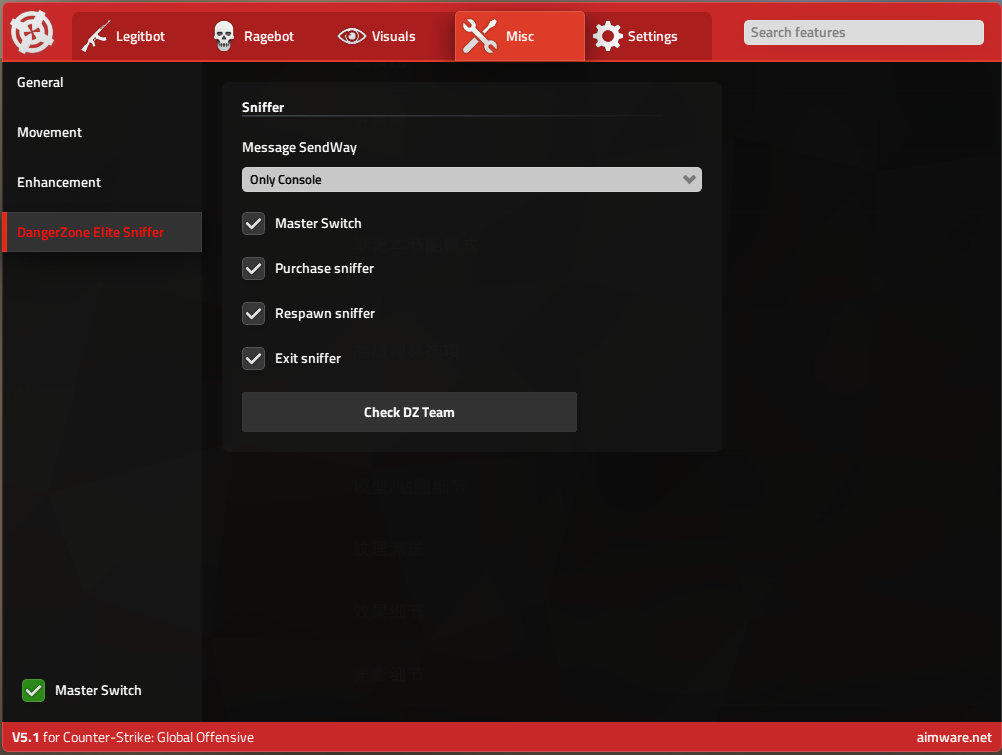 Legitbot
Ragebot
Visuals
Misc
Settings
Search features
General
Movement
Enhancement
DangerZone Elite Sniffer
Sniffer
Message SendWay
Only Console
Master Switch
Purchase sniffer
Respawn sniffer
Exit sniffer
Check DZ Team
Master Switch
V5.1 for Counter-Strike: Global Offensive
aimware.net